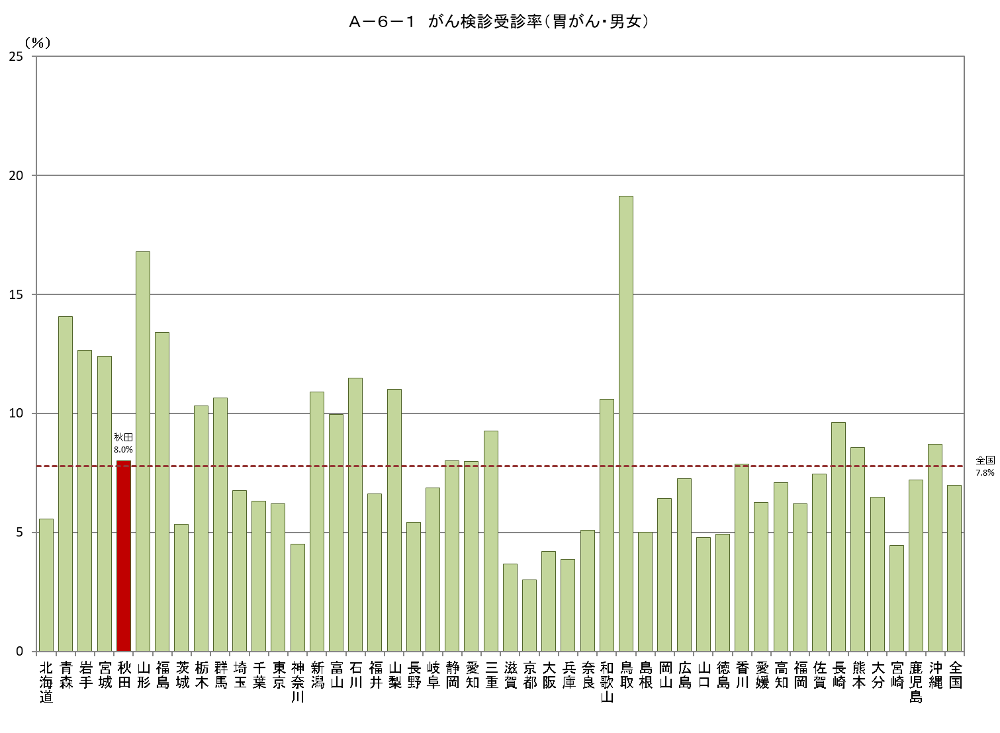 Ａ－６－１　がん検診受診率（胃がん・男女）
（%）
25
20
15
10
5
0
秋田
8.0%
全国
7.8%
北海道
青森
岩手
宮城
秋田
山形
福島
茨城
栃木
群馬
埼玉
千葉
東京
神奈川
新潟
富山
石川
福井
山梨
長野
岐阜
静岡
愛知
三重
滋賀
京都
大阪
兵庫
奈良
和歌山
鳥取
島根
岡山
広島
山口
徳島
香川
愛媛
高知
福岡
佐賀
長崎
熊本
大分
宮崎
鹿児島
沖縄
全国